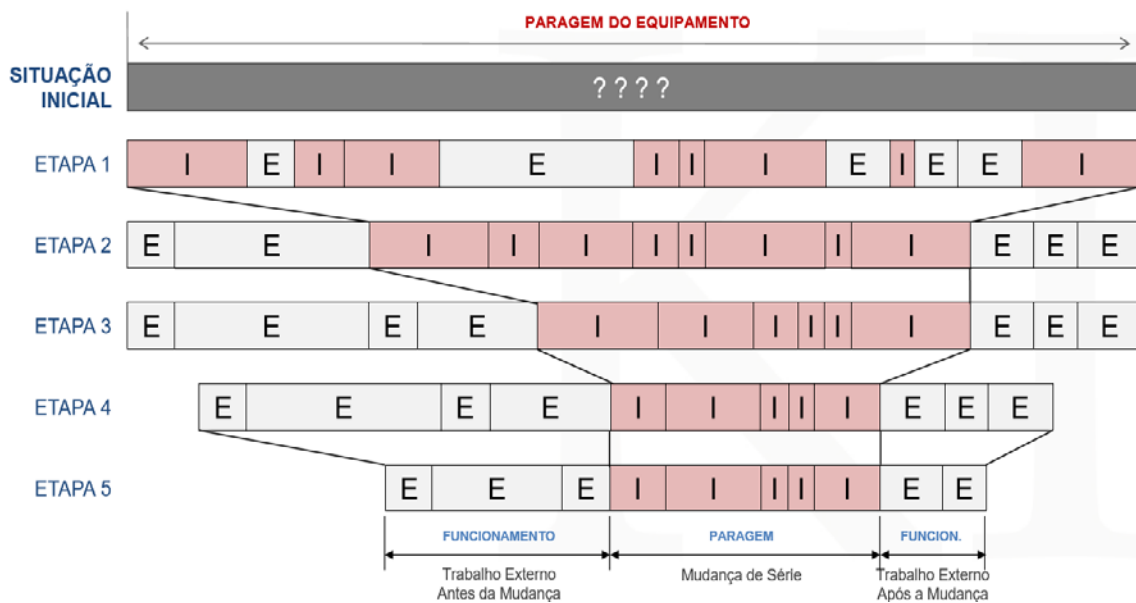 PARAGEM DO EQUIPAMENTO
SITUAÇÃO
INICIAL
? ? ? ?
ETAPA 1
I E I I E I I I E I E E I
ETAPA 2
E E I I I I I I I I E E E
ETAPA 3
E E E E I I I I I I E E E
ETAPA 4
E E E E I I I I I E E E
ETAPA 5
E E E I I I I I E E
FUNCIONAMENTO
PARAGEM
FUNCION.
Trabalho Externo
Antes da Mudança
Mudança de Série
Trabalho Externo
Após a Mudança